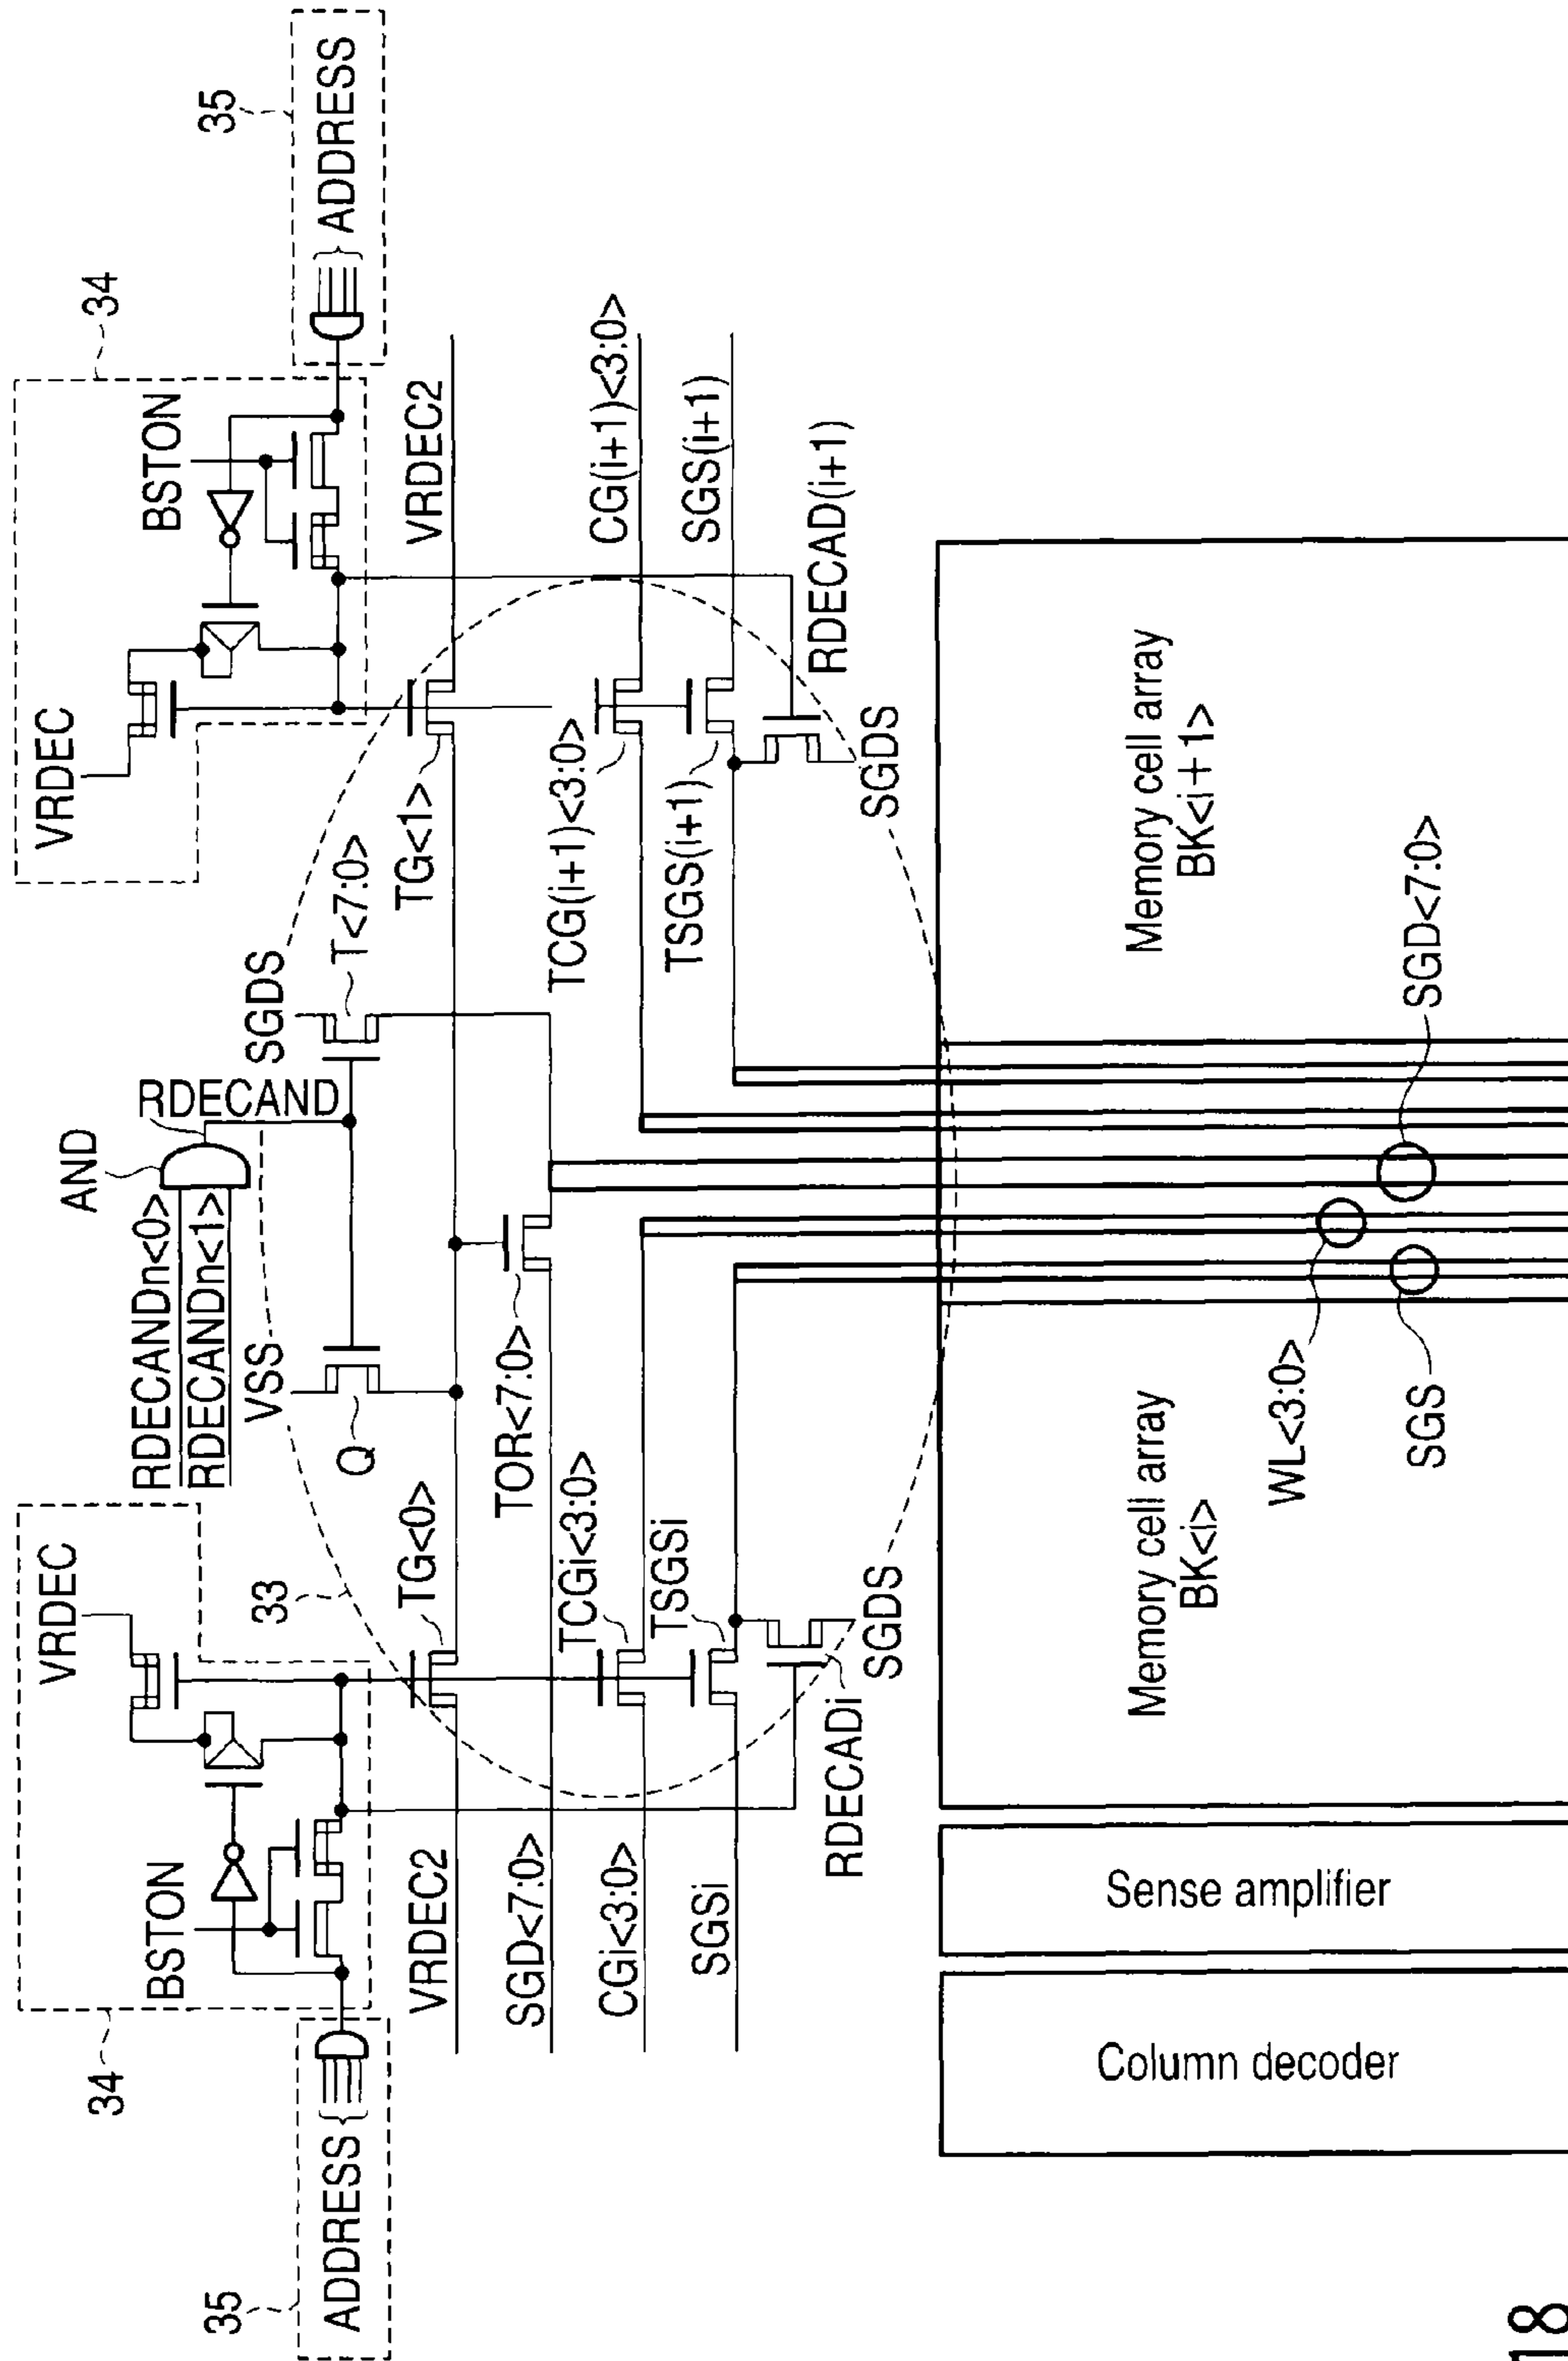 35
ADDRESS
34
BSTON
VRDEC
VRDEC2
SGD<7:0>
CGi<3:0>
SGSi
33
TG<0>
TOR<7:0>
TCGi<3:0>
TSGSi
RDECADi
SGDS
AND
RDECANDn<0>
RDECANDn<1>
RDECAND
VSS
Q
SGDS
T<7:0>
TG<1>
TCG(i+1)<3:0>
TSGS(i+1)
SGDS
34
VRDEC
BSTON
35
ADDRESS
VRDEC2
CG(i+1)<3:0>
SGS(i+1)
RDECAD(i+1)
Column decoder
Sense amplifier
Memory cell array
BK<i>
Memory cell array
BK<i+1>
WL<3:0>
SGS
SGD<7:0>
18